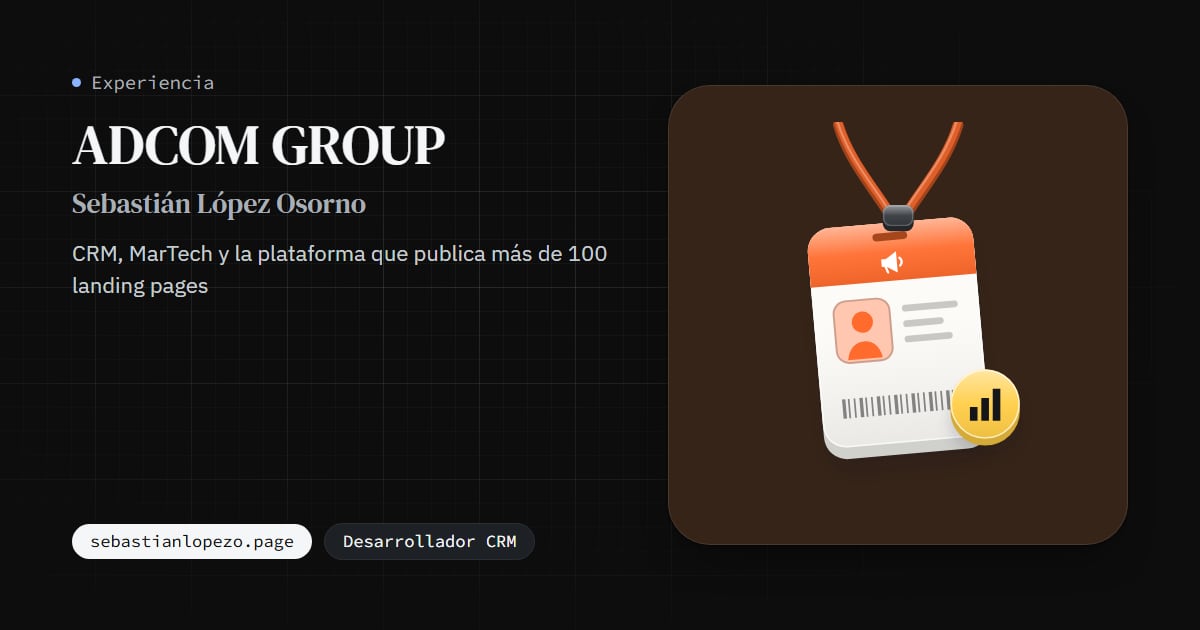 Experiencia
ADCOM GROUP
Sebastián López Osorno
CRM, MarTech y la plataforma que publica más de 100
landing pages
sebastianlopezo.page
Desarrollador CRM